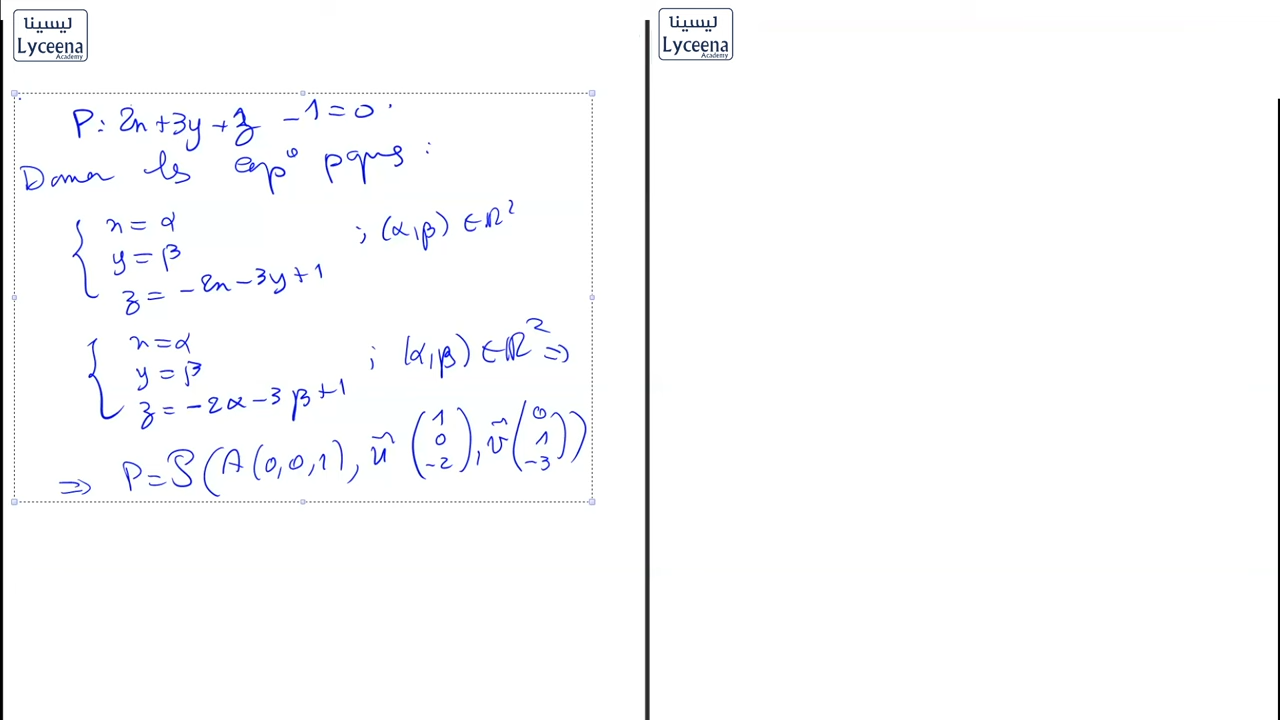 ليسينا
Lyceena
Academy
ليسينا
Lyceena
Academy
P: 2x + 3y + z - 1 = 0
Donner les eqº pqus :
{ x = α
y = β ; (α, β) ∈ ℝ²
z = -2x - 3y + 1
{ x = α
y = β ; (α, β) ∈ ℝ² ⇒
z = -2α - 3β + 1
⇒ P = P(A(0,0,1), u⃗ (1 0 -2), v⃗ (0 1 -3))